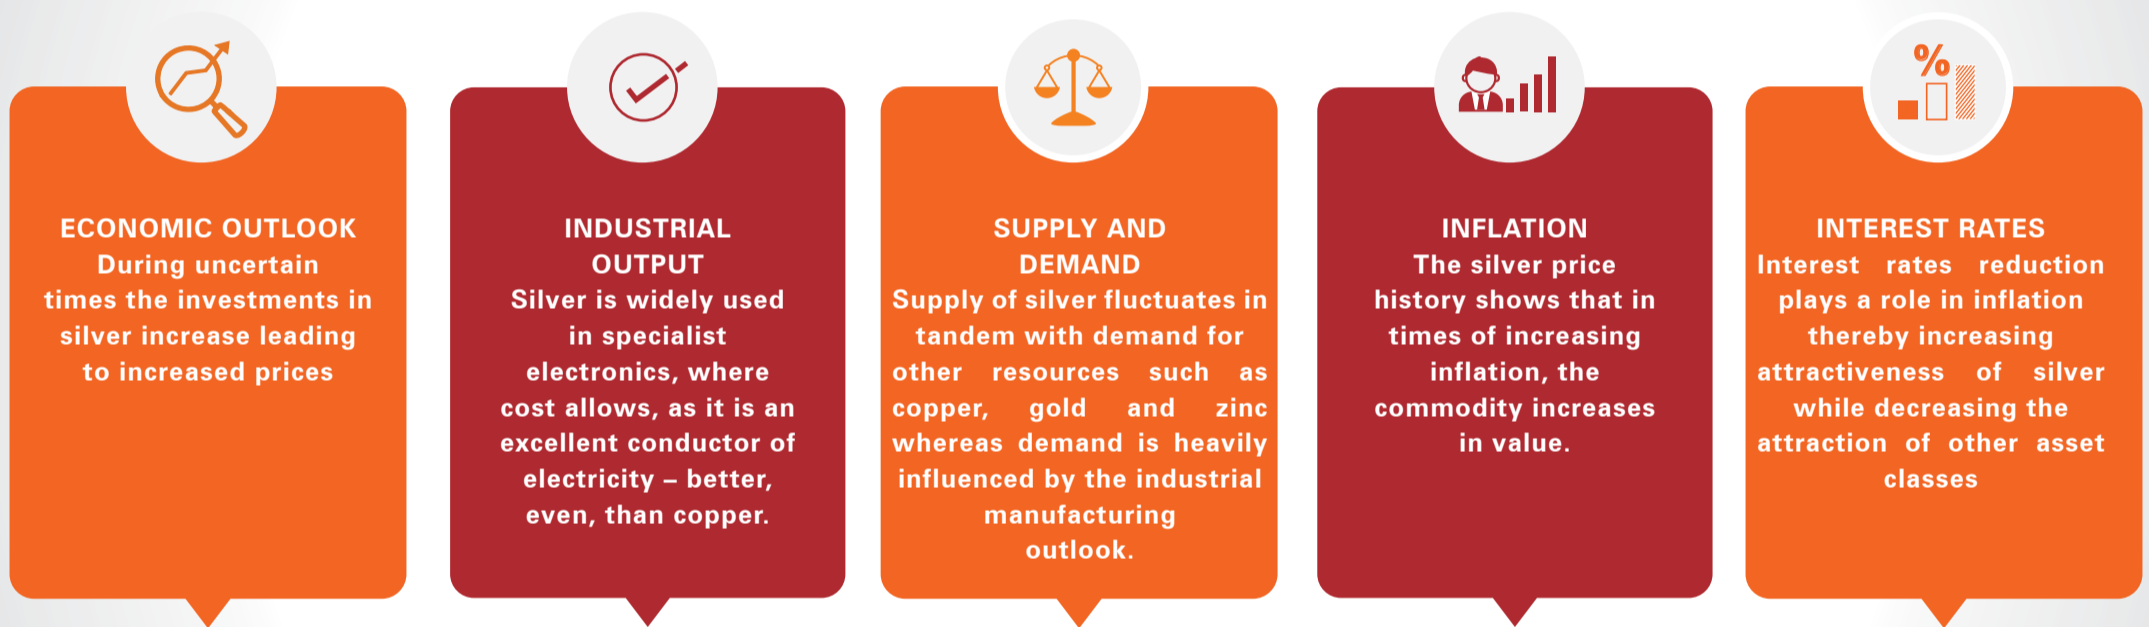 %
ECONOMIC OUTLOOK
During uncertain
times the investments in
silver increase leading
to increased prices
INDUSTRIAL
OUTPUT
Silver is widely used
in specialist
electronics, where
cost allows, as it is an
excellent conductor of
electricity – better,
even, than copper.
SUPPLY AND
DEMAND
Supply of silver fluctuates in
tandem with demand for
other resources such as
copper, gold and zinc
whereas demand is heavily
influenced by the industrial
manufacturing
outlook.
INFLATION
The silver price
history shows that in
times of increasing
inflation, the
commodity increases
in value.
INTEREST RATES
Interest rates reduction
plays a role in inflation
thereby increasing
attractiveness of silver
while decreasing the
attraction of other asset
classes